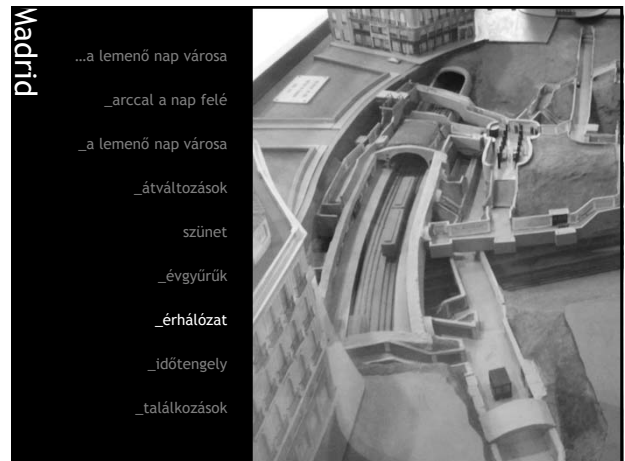 Madrid
…a lemenő nap városa
_arccal a nap felé
_a lemenő nap városa
_átváltozások
szünet
_évgyűrűk
_érhálózat
_időtengely
_találkozások